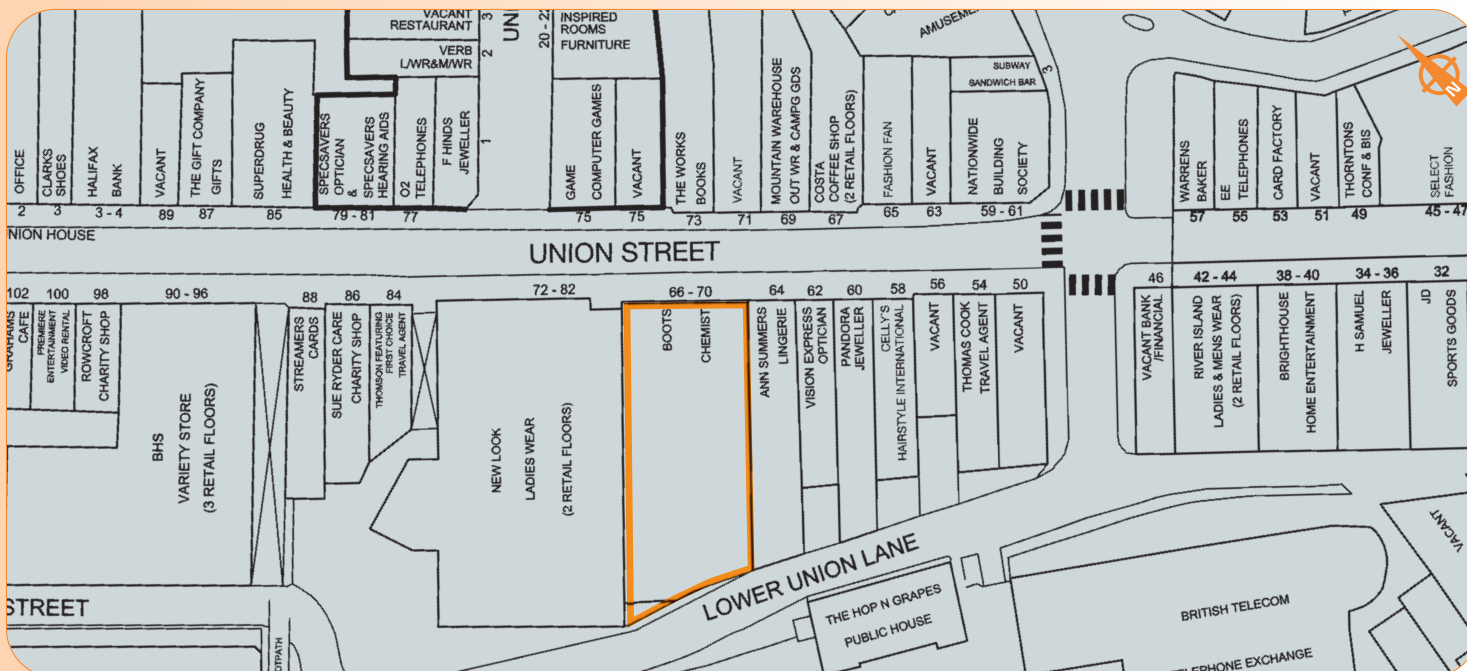 VACANT
RESTAURANT
3
VERB
L/WR&M/WR
2
20 - 22
INSPIRED
ROOMS
FURNITURE
SUBWAY
SANDWICH BAR
3
OFFICE
CLARKS
SHOES
HALIFAX
BANK
VACANT
THE GIFT COMPANY
GIFTS
SUPERDRUG
HEALTH & BEAUTY
SPECSAVERS
OPTICIAN
&
SPECSAVERS
HEARING AIDS
O2
TELEPHONES
F HINDS
JEWELLER
1
GAME
COMPUTER GAMES
VACANT
THE WORKS
BOOKS
VACANT
MOUNTAIN WAREHOUSE
OUT WR & CAMPG GDS
COSTA
COFFEE SHOP
(2 RETAIL FLOORS)
FASHION FAN
VACANT
NATIONWIDE
BUILDING
SOCIETY
WARRENS
BAKER
EE
TELEPHONES
CARD FACTORY
VACANT
THORNTONS
CONF & BIS
SELECT
FASHION
N
2 3 3 - 4 89 87 85 79 - 81 77 75 75 73 71 69 67 65 63 59 - 61 57 55 53 51 49 45 - 47
NION HOUSE
UNION STREET
102 100 98 90 - 96 88 86 84 72 - 82 66 - 70 64 62 60 58 56 54 50 46 42 - 44 38 - 40 34 - 36 32
CAFE
PREMIERE
ENTERTAINMENT
VIDEO RENTAL
ROWCROFT
CHARITY SHOP
BHS
VARIETY STORE
(3 RETAIL FLOORS)
STREAMERS
CARDS
SUE RYDER CARE
CHARITY SHOP
THOMSON FEATURING
FIRST CHOICE
TRAVEL AGENT
NEW LOOK
LADIES WEAR
(2 RETAIL FLOORS)
BOOTS
CHEMIST
ANN SUMMERS
LINGERIE
VISION EXPRESS
OPTICIAN
PANDORA
JEWELLER
CELLY'S
HAIRSTYLE INTERNATIONAL
VACANT
THOMAS COOK
TRAVEL AGENT
VACANT
VACANT BANK
/FINANCIAL
RIVER ISLAND
LADIES & MENS WEAR
(2 RETAIL FLOORS)
BRIGHTHOUSE
HOME ENTERTAINMENT
H SAMUEL
JEWELLER
JD
SPORTS GOODS
VACANT
LOWER UNION LANE
THE HOP N GRAPES
PUBLIC HOUSE
BRITISH TELECOM
TELEPHONE EXCHANGE
STREET